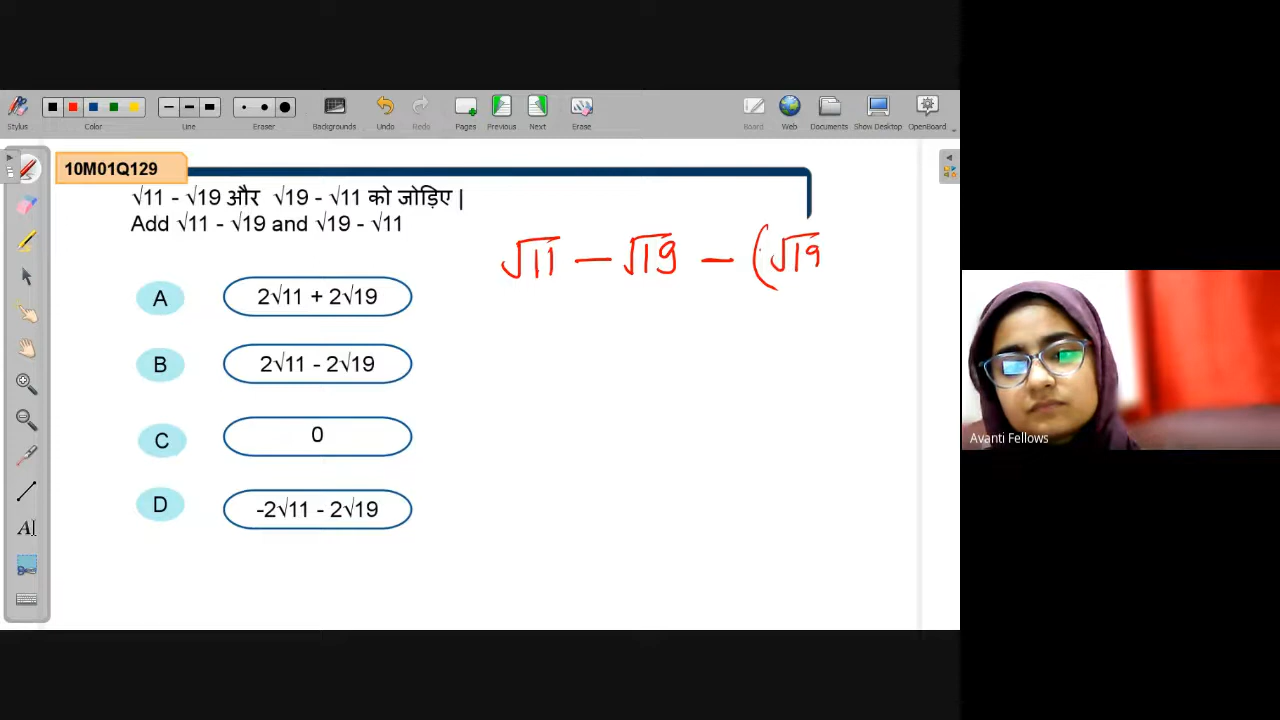 Stylus
Color
Line
Eraser
Backgrounds
Undo
Redo
Pages
Previous
Next
Erase
Board
Web
Documents
Show Desktop
OpenBoard
10M01Q129
√11 - √19 और √19 - √11 को जोड़िए |
Add √11 - √19 and √19 - √11
√11 – √19 – (√19
A 2√11 + 2√19
B 2√11 - 2√19
C 0
D -2√11 - 2√19
Avanti Fellows